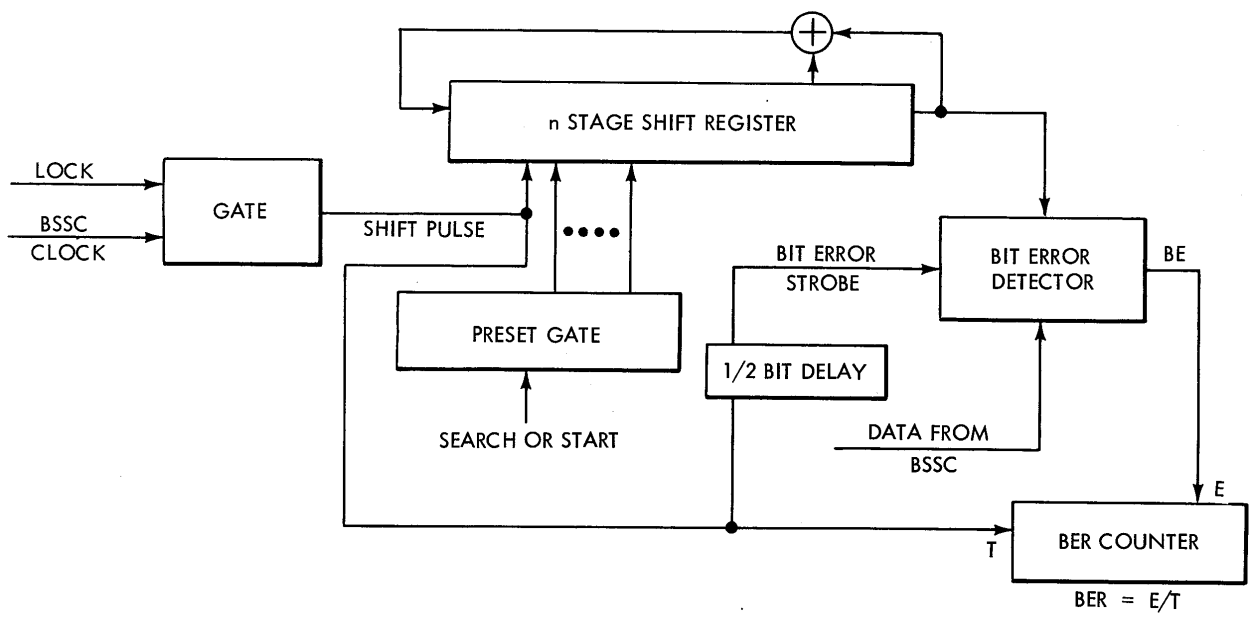 n STAGE SHIFT REGISTER
LOCK
GATE
BSSC
CLOCK
SHIFT PULSE
BIT ERROR
STROBE
BIT ERROR
DETECTOR
BE
PRESET GATE
1/2 BIT DELAY
SEARCH OR START
DATA FROM
BSSC
E
T
BER COUNTER
BER = E/T